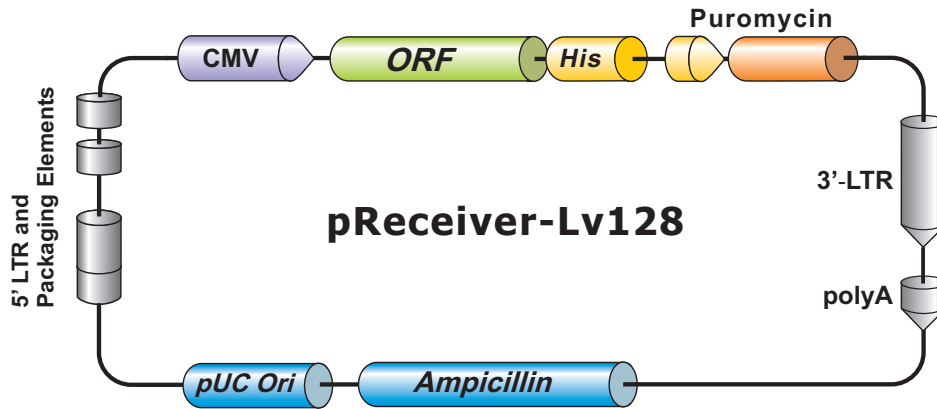 Puromycin
CMV
ORF
His
5' LTR and
Packaging Elements
3'-LTR
pReceiver-Lv128
polyA
pUC Ori
Ampicillin